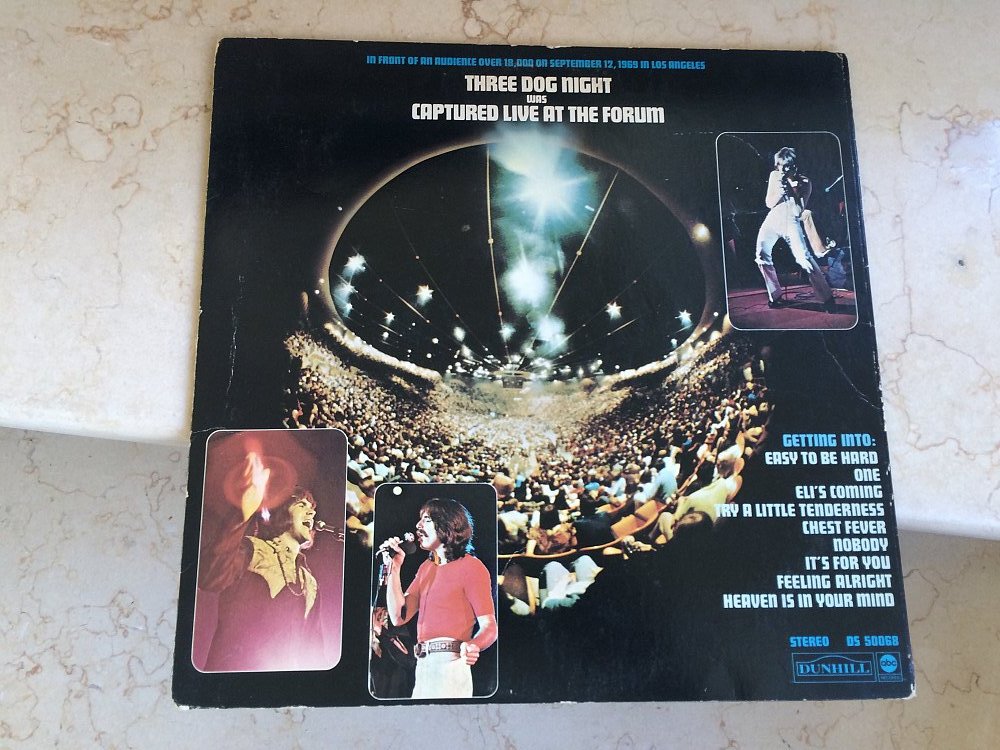 IN FRONT OF AN AUDIENCE OVER 18,000 ON SEPTEMBER 12, 1969 IN LOS ANGELES
THREE DOG NIGHT
WAS
CAPTURED LIVE AT THE FORUM
GETTING INTO:
EASY TO BE HARD
ONE
ELI'S COMING
TRY A LITTLE TENDERNESS
CHEST FEVER
NOBODY
IT'S FOR YOU
FEELING ALRIGHT
HEAVEN IS IN YOUR MIND
STEREO DS 50068
DUNHILL
abc
RECORDS